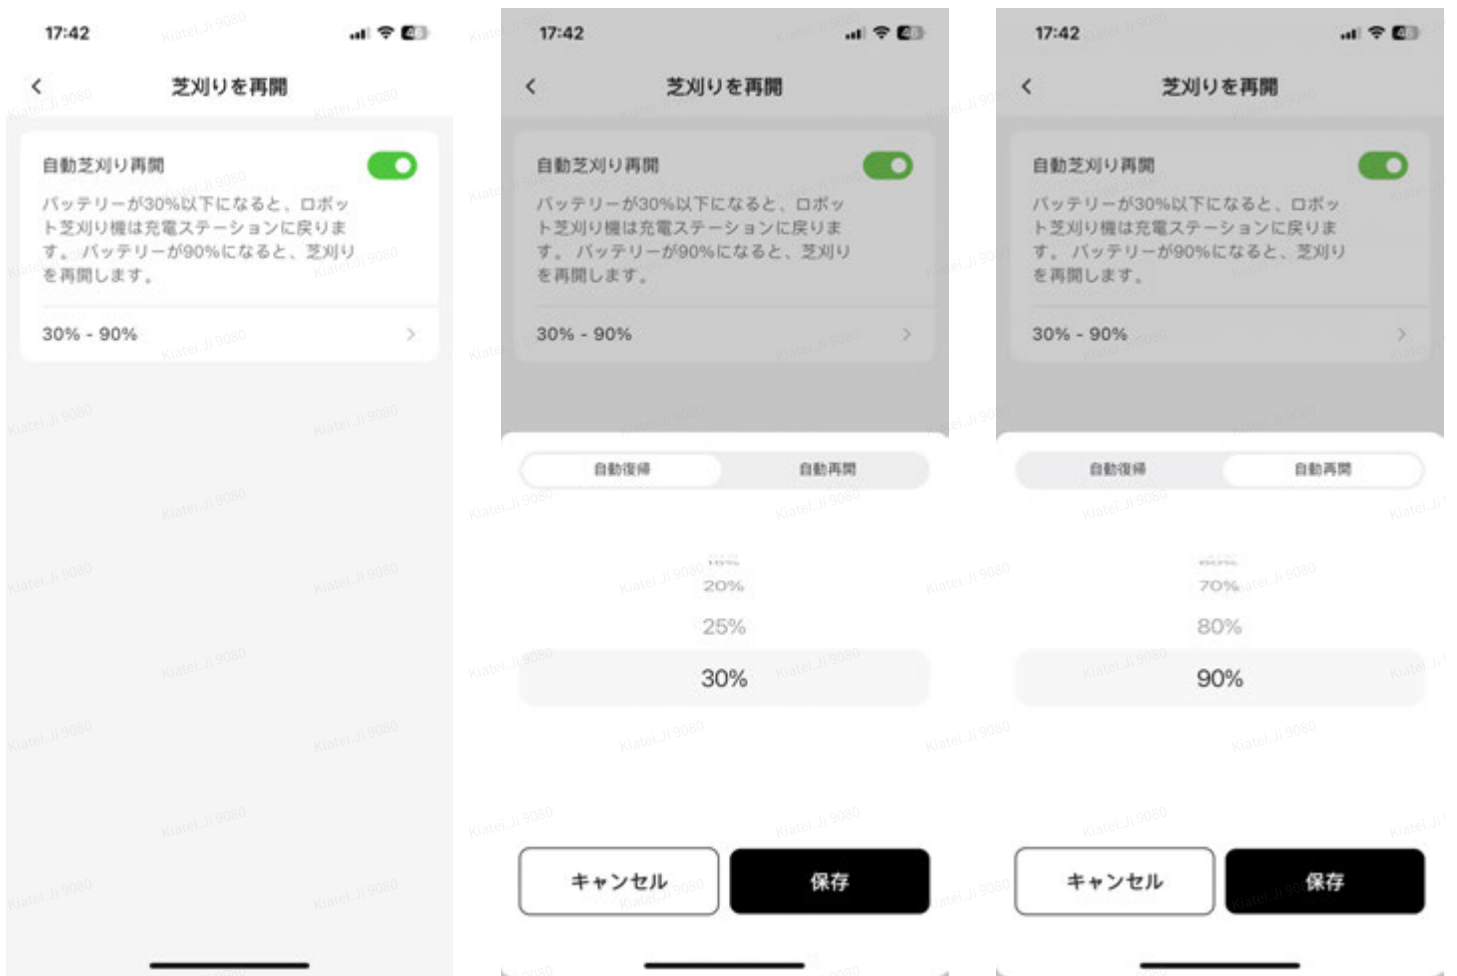 17:42
芝刈りを再開
自動芝刈り再開
バッテリーが30%以下になると、ロボッ
ト芝刈り機は充電ステーションに戻りま
す。 バッテリーが90%になると、芝刈り
を再開します。
30% - 90%
17:42
芝刈りを再開
自動芝刈り再開
バッテリーが30%以下になると、ロボッ
ト芝刈り機は充電ステーションに戻りま
す。 バッテリーが90%になると、芝刈り
を再開します。
30% - 90%
自動復帰 自動再開
15%
20%
25%
30%
キャンセル 保存
17:42
芝刈りを再開
自動芝刈り再開
バッテリーが30%以下になると、ロボッ
ト芝刈り機は充電ステーションに戻りま
す。 バッテリーが90%になると、芝刈り
を再開します。
30% - 90%
自動復帰 自動再開
60%
70%
80%
90%
キャンセル 保存
Kiatei.Ji 9080